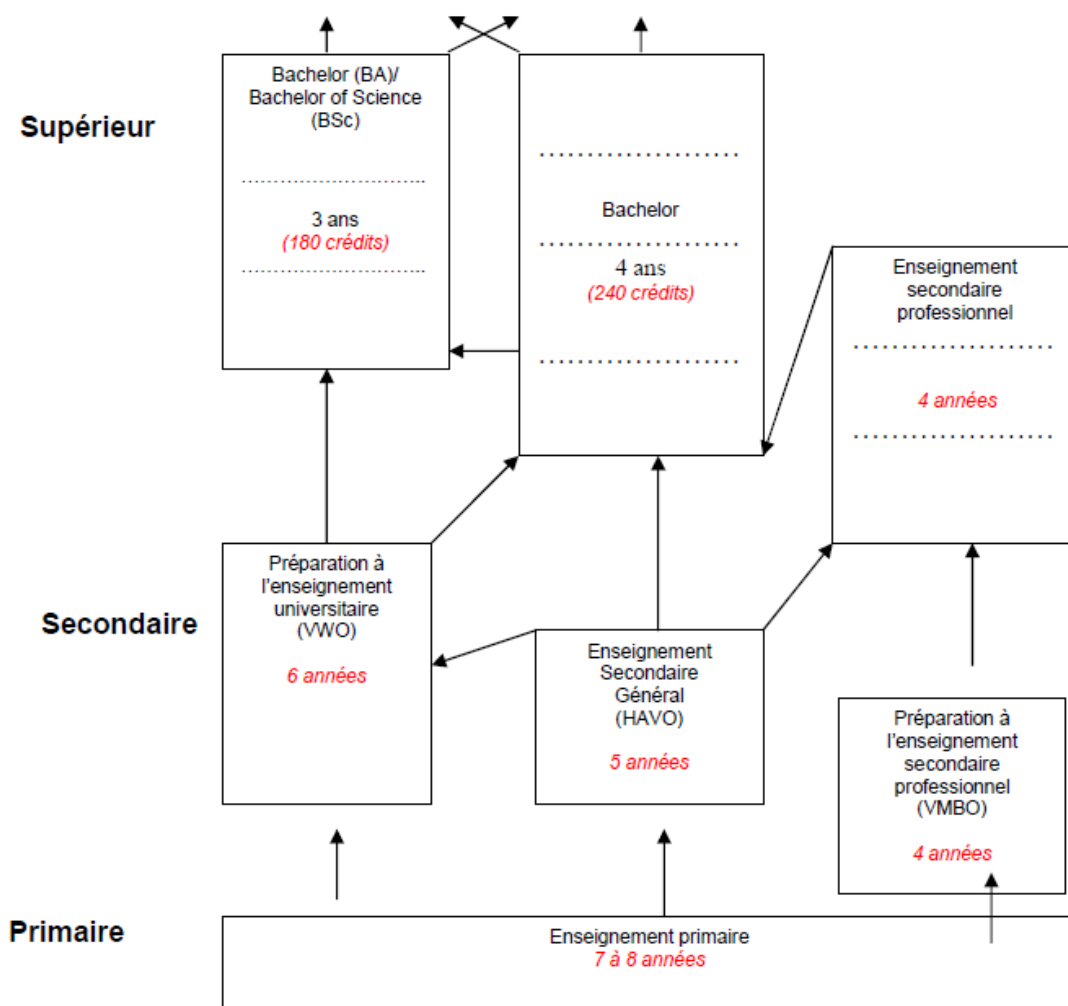 Supérieur
Bachelor (BA)/
Bachelor of Science
(BSc)
3 ans
(180 crédits)
Bachelor
4 ans
(240 crédits)
Enseignement
secondaire
professionnel
4 années
Secondaire
Préparation à
l'enseignement
universitaire
(VWO)
6 années
Enseignement
Secondaire
Général
(HAVO)
5 années
Préparation à
l'enseignement
secondaire
professionnel
(VMBO)
4 années
Primaire
Enseignement primaire
7 à 8 années